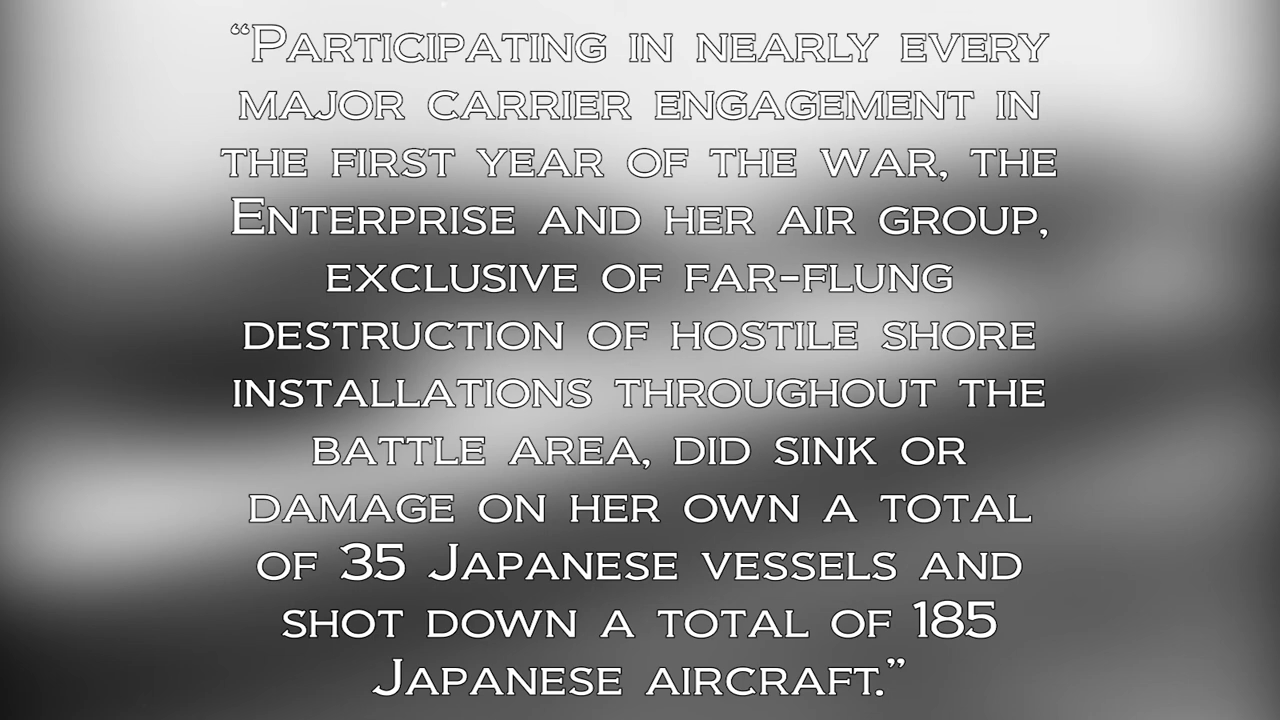 “Participating in nearly every
major carrier engagement in
the first year of the war, the
Enterprise and her air group,
exclusive of far-flung
destruction of hostile shore
installations throughout the
battle area, did sink or
damage on her own a total
of 35 Japanese vessels and
shot down a total of 185
Japanese aircraft.”